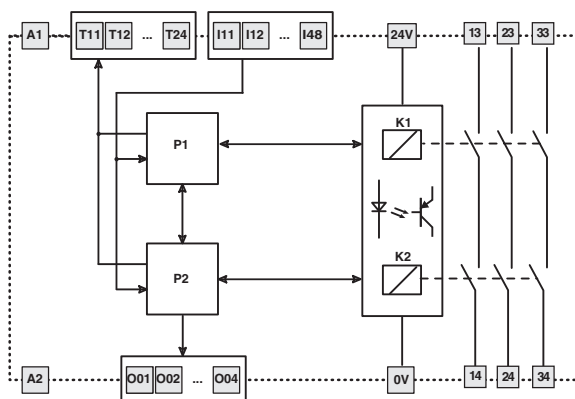 A1 T11 T12 ... T24 I11 I12 ... I48 24V 13 23 33
K1
P1
P2
K2
A2 O01 O02 ... O04 0V 14 24 34